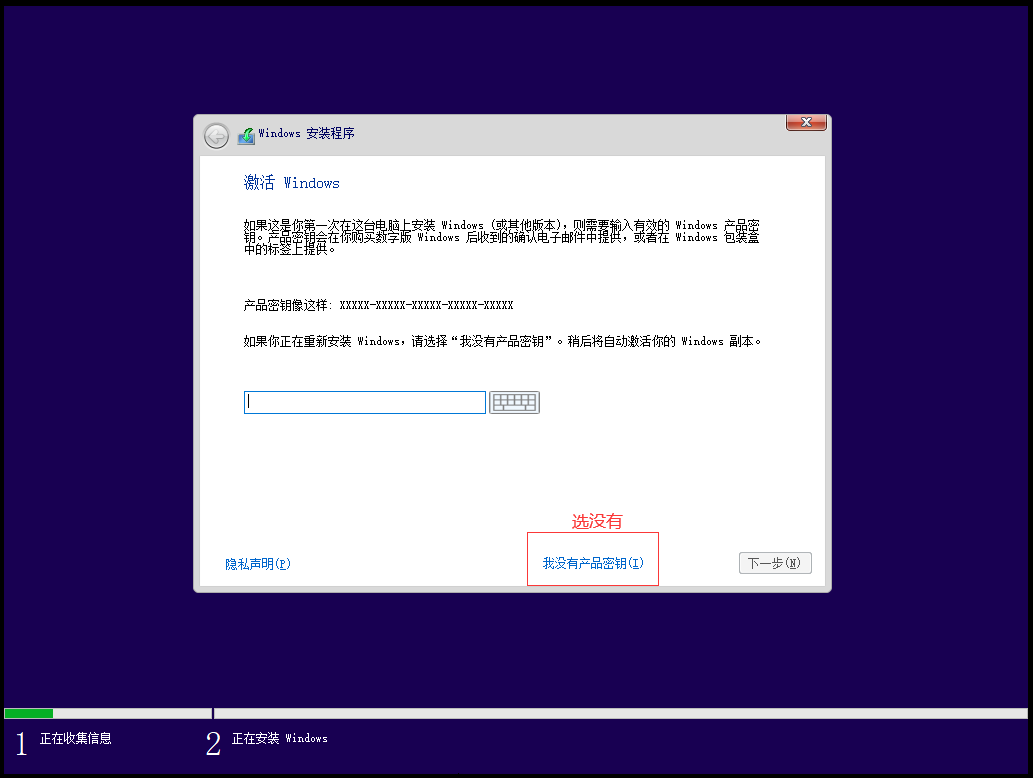 Windows 安装程序
激活 Windows
如果这是你第一次在这台电脑上安装 Windows (或其他版本)，则需要输入有效的 Windows 产品密
钥。产品密钥会在你购买数字版 Windows 后收到的确认电子邮件中提供，或者在 Windows 包装盒
中的标签上提供。
产品密钥像这样: XXXXX-XXXXX-XXXXX-XXXXX-XXXXX
如果你正在重新安装 Windows，请选择“我没有产品密钥”。稍后将自动激活你的 Windows 副本。
选没有
隐私声明(P)
我没有产品密钥(I)
下一步(N)
1 正在收集信息
2 正在安装 Windows